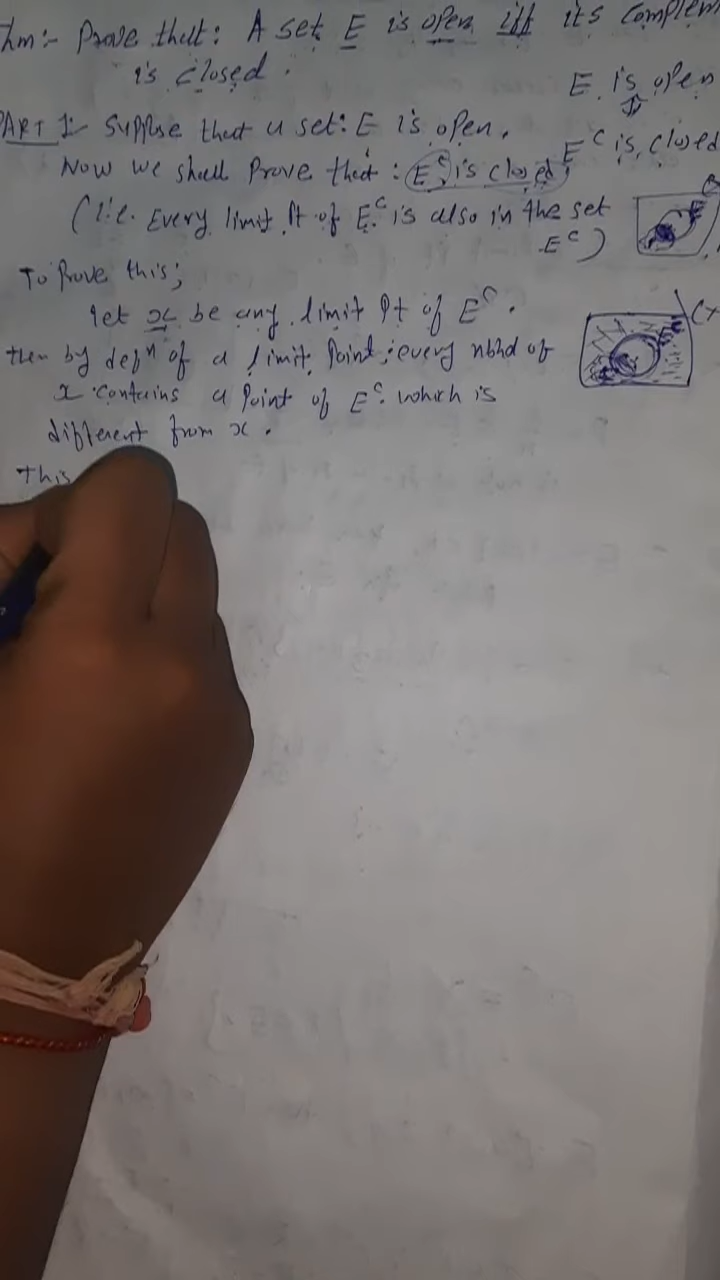 Thm:- Prove that: A set E is open iff its Complem
is closed.
E is open
PART 1:- Suppose that a set: E is open.
E^c is closed
Now we shall Prove that: E^c is closed
(i.e. Every limit Pt of E^c is also in the set
E^c)
To Prove this;
let x be any limit Pt of E^c.
then by def^n of a limit Point; every nbhd of
x contains a Point of E^c. which is
different from x.
This